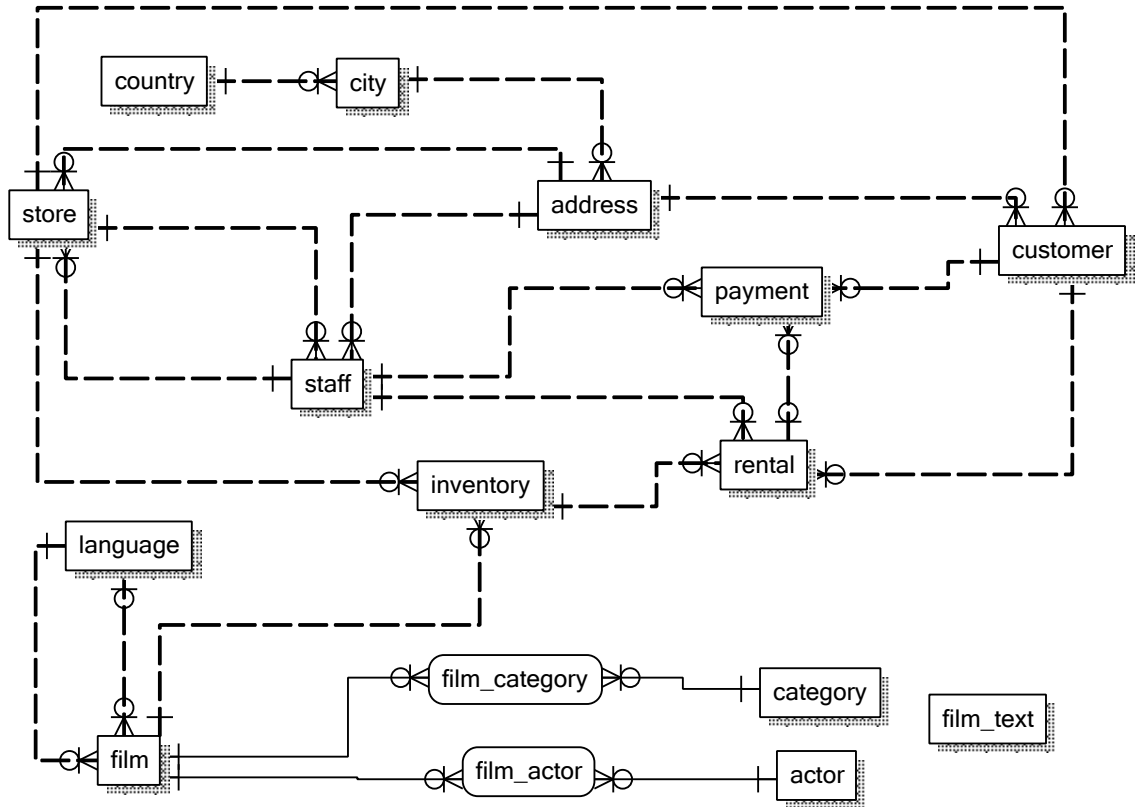 country
city
store
address
customer
payment
staff
rental
inventory
language
film_category
category
film_text
film
film_actor
actor